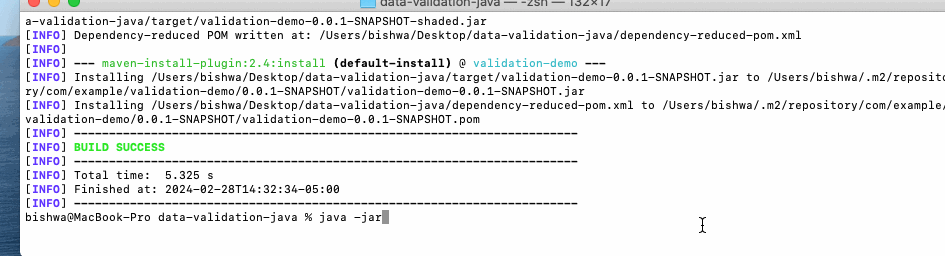 data-validation-java — -zsh — 132×17
a-validation-java/target/validation-demo-0.0.1-SNAPSHOT-shaded.jar
[INFO] Dependency-reduced POM written at: /Users/bishwa/Desktop/data-validation-java/dependency-reduced-pom.xml
[INFO]
[INFO] --- maven-install-plugin:2.4:install (default-install) @ validation-demo ---
[INFO] Installing /Users/bishwa/Desktop/data-validation-java/target/validation-demo-0.0.1-SNAPSHOT.jar to /Users/bishwa/.m2/reposito
ry/com/example/validation-demo/0.0.1-SNAPSHOT/validation-demo-0.0.1-SNAPSHOT.jar
[INFO] Installing /Users/bishwa/Desktop/data-validation-java/dependency-reduced-pom.xml to /Users/bishwa/.m2/repository/com/example/
validation-demo/0.0.1-SNAPSHOT/validation-demo-0.0.1-SNAPSHOT.pom
[INFO] ------------------------------------------------------------------------
[INFO] BUILD SUCCESS
[INFO] ------------------------------------------------------------------------
[INFO] Total time:  5.325 s
[INFO] Finished at: 2024-02-28T14:32:34-05:00
[INFO] ------------------------------------------------------------------------
bishwa@MacBook-Pro data-validation-java % java -jar